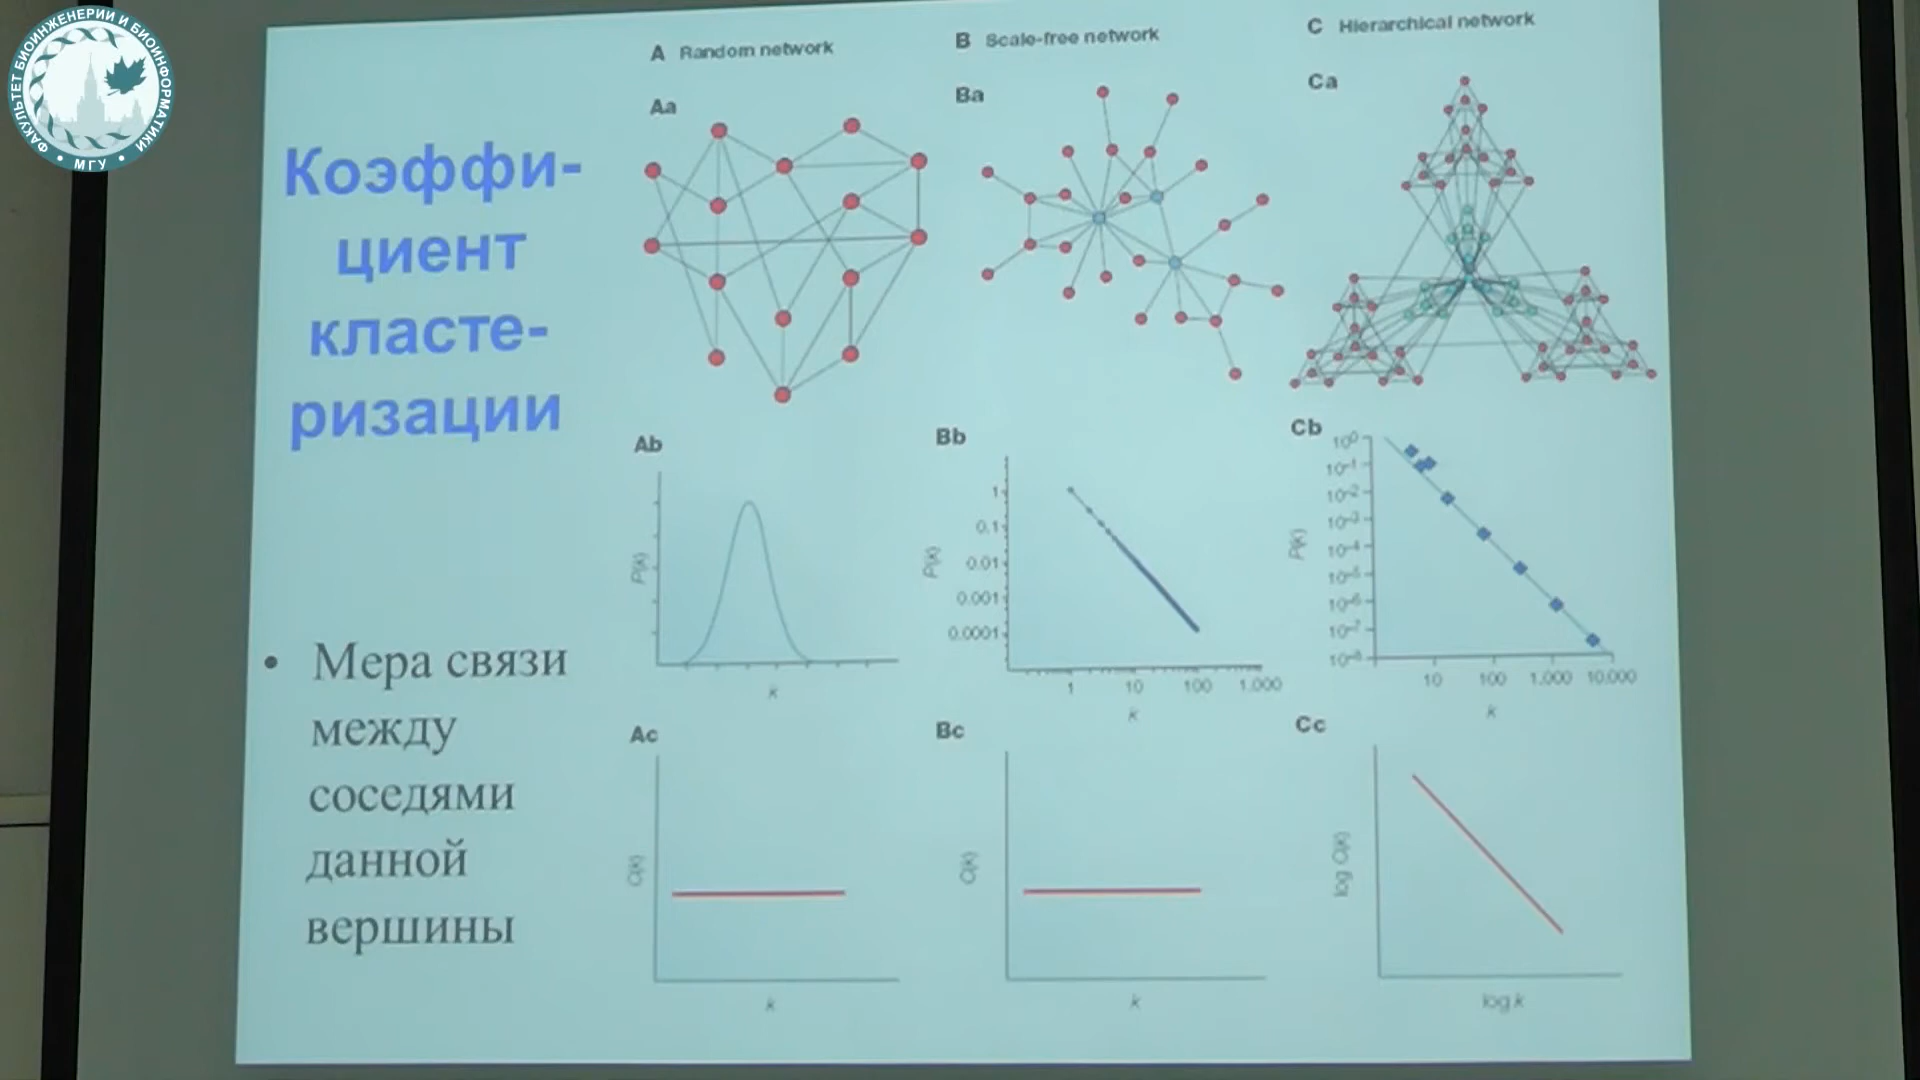 ФАКУЛЬТЕТ БИОИНЖЕНЕРИИ И БИОИНФОРМАТИКИ
• МГУ •
Коэффи-
циент
класте-
ризации
• Мера связи
между
соседями
данной
вершины
A Random network
B Scale-free network
C Hierarchical network
Aa
Ba
Ca
Ab
P(k)
k
Bb
1
0.1
0.01
0.001
0.0001
P(k)
1 10 100 1,000
k
Cb
10⁰
10⁻¹
10⁻²
10⁻³
10⁻⁴
10⁻⁵
10⁻⁶
10⁻⁷
10⁻⁸
P(k)
10 100 1,000 10,000
k
Ac
C(k)
k
Bc
C(k)
k
Cc
log C(k)
log k